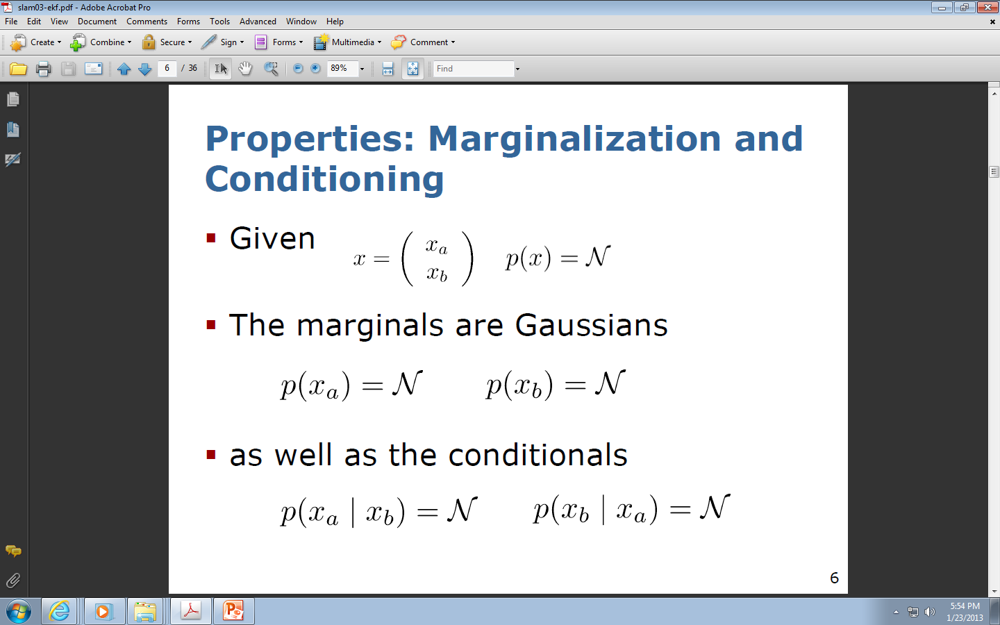 slam03-ekf.pdf - Adobe Acrobat Pro
File Edit View Document Comments Forms Tools Advanced Window Help
Create Combine Secure Sign Forms Multimedia Comment
6 / 36 89% Find
Properties: Marginalization and
Conditioning
Given x = ( x_a x_b ) p(x) = 𝒩
The marginals are Gaussians
p(x_a) = 𝒩 p(x_b) = 𝒩
as well as the conditionals
p(x_a | x_b) = 𝒩 p(x_b | x_a) = 𝒩
6
5:54 PM
1/23/2013